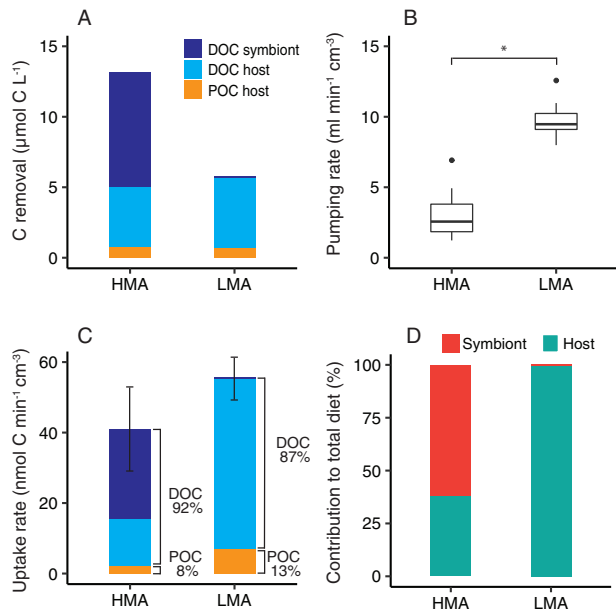 A
15
10
5
0
C removal (µmol C L⁻¹)
DOC symbiont
DOC host
POC host
HMA
LMA
B
15
10
5
0
Pumping rate (ml min⁻¹ cm⁻³)
*
HMA
LMA
C
60
40
20
0
Uptake rate (nmol C min⁻¹ cm⁻³)
DOC
92%
POC
8%
DOC
87%
POC
13%
HMA
LMA
D
Symbiont
Host
100
75
50
25
0
Contribution to total diet (%)
HMA
LMA